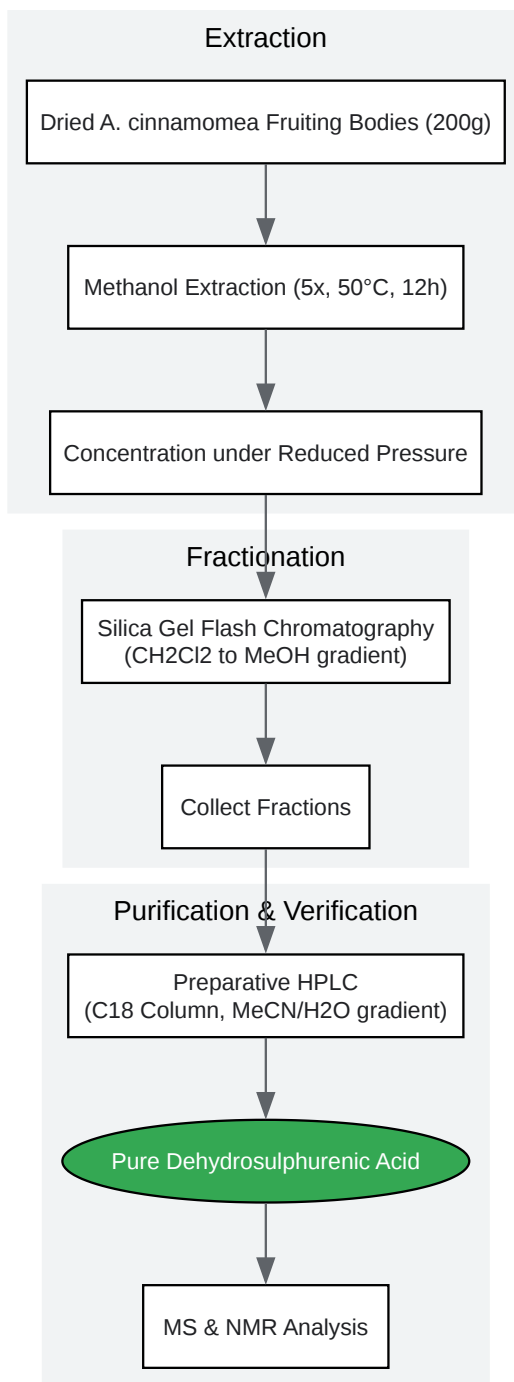 Extraction
Dried A. cinnamomea Fruiting Bodies (200g)
Methanol Extraction (5x, 50°C, 12h)
Concentration under Reduced Pressure
Fractionation
Silica Gel Flash Chromatography
(CH2Cl2 to MeOH gradient)
Collect Fractions
Purification & Verification
Preparative HPLC
(C18 Column, MeCN/H2O gradient)
Pure Dehydrosulphurenic Acid
MS & NMR Analysis